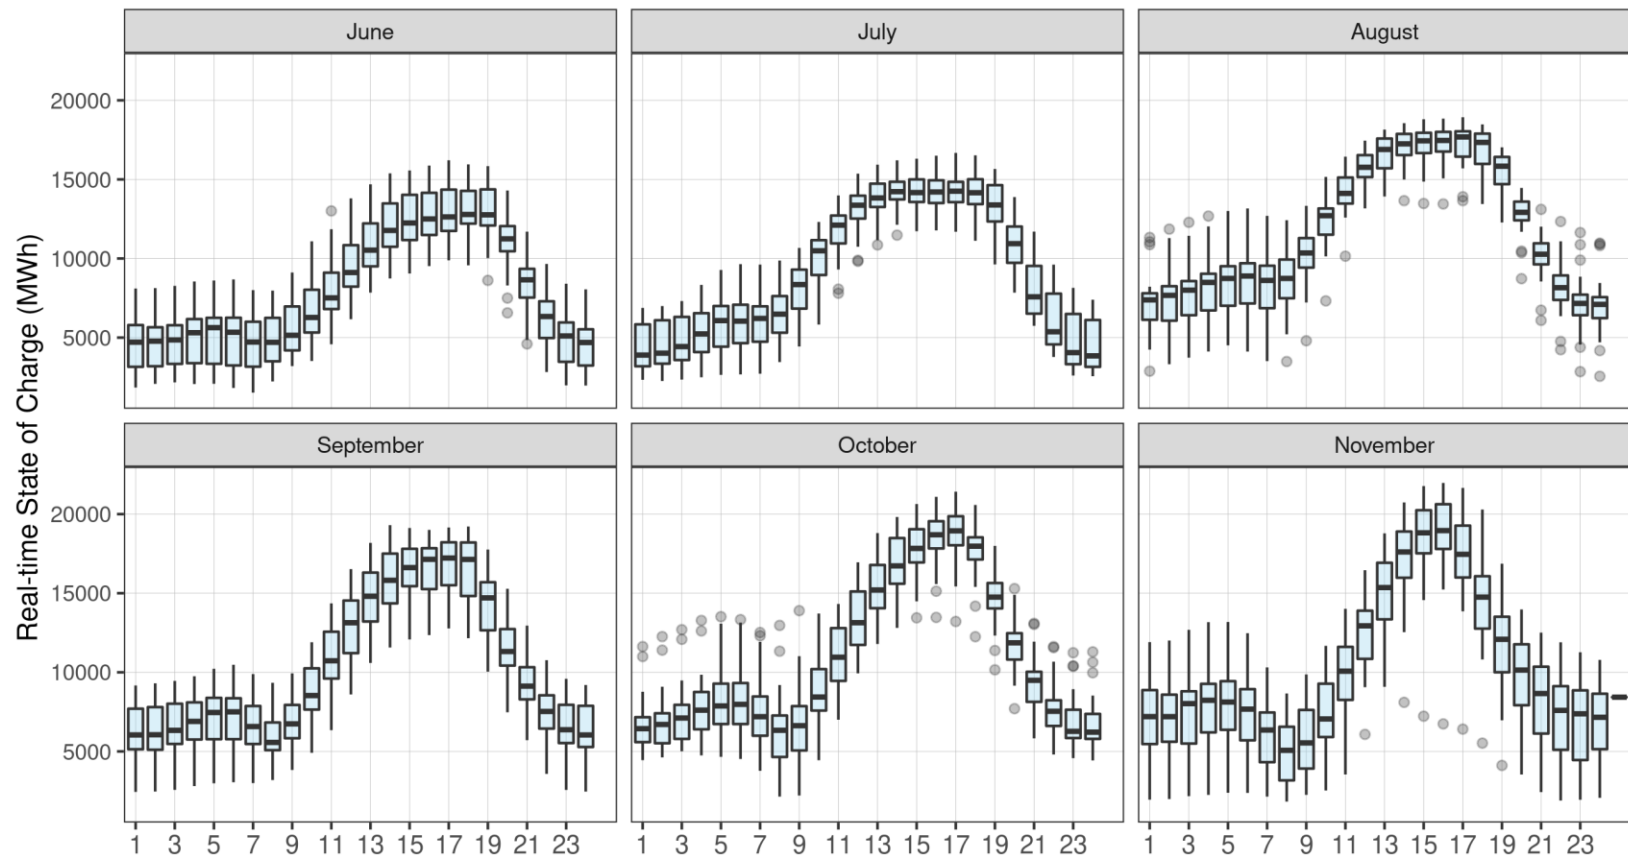 June July August
20000
15000
10000
5000
Real-time State of Charge (MWh)
September October November
20000
15000
10000
5000
1 3 5 7 9 11 13 15 17 19 21 23 1 3 5 7 9 11 13 15 17 19 21 23 1 3 5 7 9 11 13 15 17 19 21 23